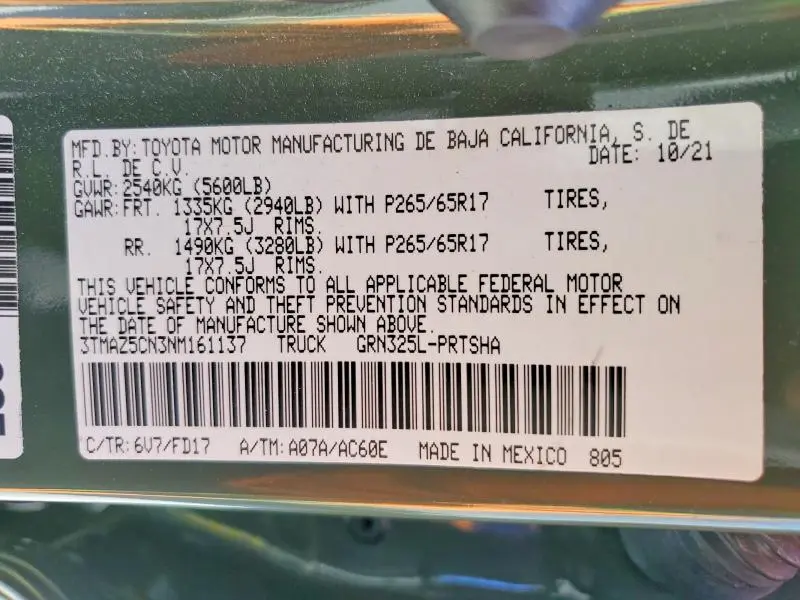 MFD.BY: TOYOTA MOTOR MANUFACTURING DE BAJA CALIFORNIA, S. DE
R.L. DE C.V. DATE: 10/21
GVWR: 2540KG (5600LB)
GAWR: FRT. 1335KG (2940LB) WITH P265/65R17 TIRES,
17X7.5J RIMS.
RR. 1490KG (3280LB) WITH P265/65R17 TIRES,
17X7.5J RIMS.
THIS VEHICLE CONFORMS TO ALL APPLICABLE FEDERAL MOTOR
VEHICLE SAFETY AND THEFT PREVENTION STANDARDS IN EFFECT ON
THE DATE OF MANUFACTURE SHOWN ABOVE.
3TMAZ5CN3NM161137 TRUCK GRN325L-PRTSHA
C/TR: 6V7/FD17 A/TM: A07A/AC60E MADE IN MEXICO 805